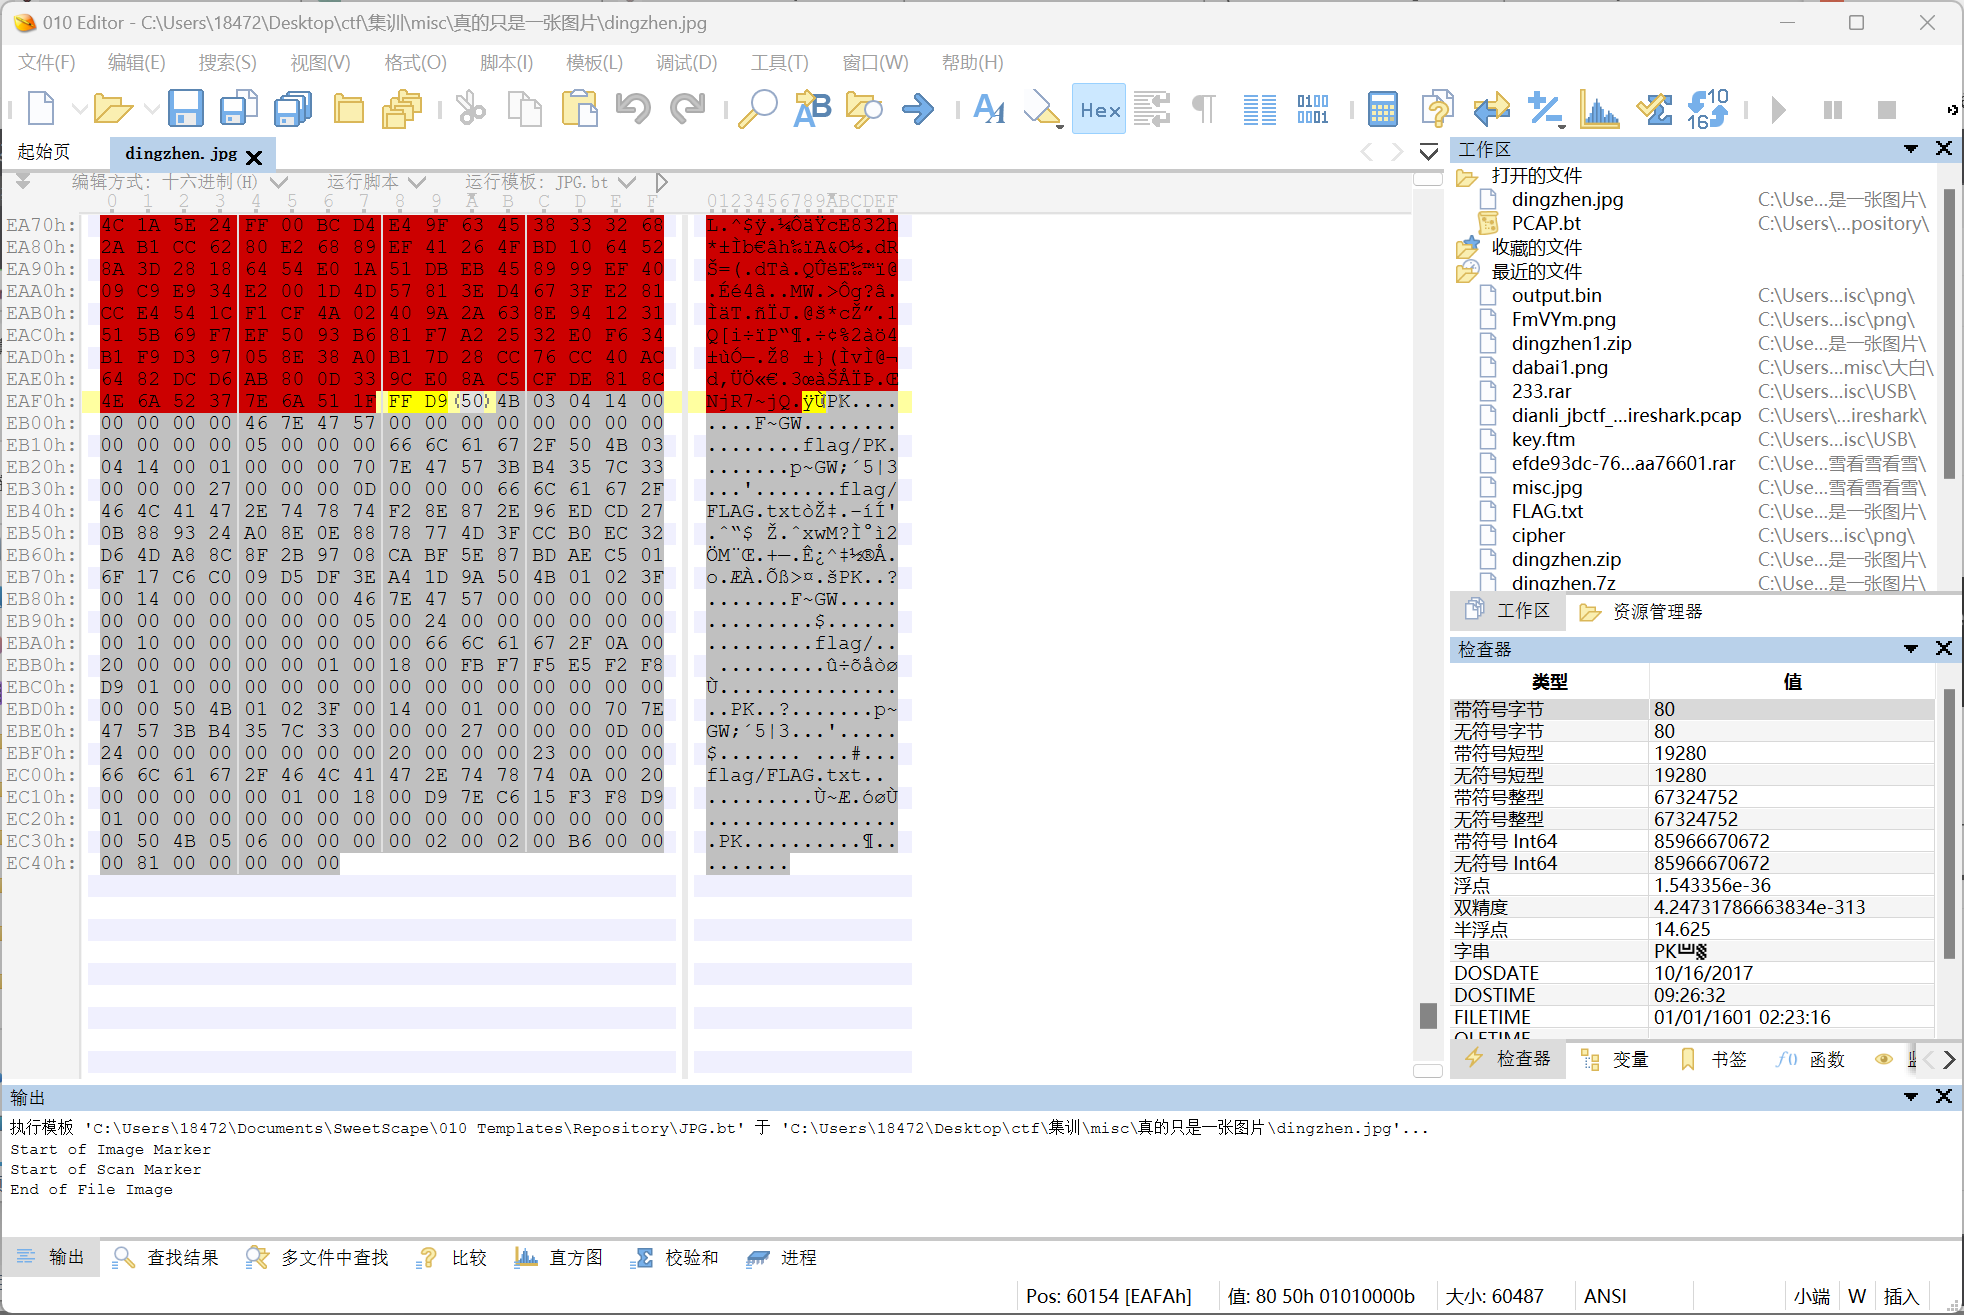 010 Editor - C:\Users\18472\Desktop\ctf\集训\misc\真的只是一张图片\dingzhen.jpg
文件(F) 编辑(E) 搜索(S) 视图(V) 格式(O) 脚本(I) 模板(L) 调试(D) 工具(T) 窗口(W) 帮助(H)
起始页 dingzhen.jpg
编辑方式: 十六进制(H) 运行脚本 运行模板: JPG.bt
0 1 2 3 4 5 6 7 8 9 A B C D E F 0123456789ABCDEF
EA70h: 4C 1A 5E 24 FF 00 BC D4 E4 9F 63 45 38 33 32 68 L.^$ÿ.¼ÔäŸcE832h
EA80h: 2A B1 CC 62 80 E2 68 89 EF 41 26 4F BD 10 64 52 *±Ìb€âh‰ïA&O½.dR
EA90h: 8A 3D 28 18 64 54 E0 1A 51 DB EB 45 89 99 EF 40 Š=(.dTà.QÛëE‰™ï@
EAA0h: 09 C9 E9 34 E2 00 1D 4D 57 81 3E D4 67 3F E2 81 .Éé4â..MW.>Ôg?â.
EAB0h: CC E4 54 1C F1 CF 4A 02 40 9A 2A 63 8E 94 12 31 ÌäT.ñÏJ.@š*cŽ”.1
EAC0h: 51 5B 69 F7 EF 50 93 B6 81 F7 A2 25 32 E0 F6 34 Q[i÷ïP“¶.÷¢%2àö4
EAD0h: B1 F9 D3 97 05 8E 38 A0 B1 7D 28 CC 76 CC 40 AC ±ùÓ—.Ž8 ±}(ÌvÌ@¬
EAE0h: 64 82 DC D6 AB 80 0D 33 9C E0 8A C5 CF DE 81 8C d‚ÜÖ«€.3œàŠÅÏÞ.Œ
EAF0h: 4E 6A 52 37 7E 6A 51 1F FF D9 50 4B 03 04 14 00 NjR7~jQ.ÿÙPK....
EB00h: 00 00 00 00 46 7E 47 57 00 00 00 00 00 00 00 00 ....F~GW........
EB10h: 00 00 00 00 05 00 00 00 66 6C 61 67 2F 50 4B 03 ........flag/PK.
EB20h: 04 14 00 01 00 00 00 70 7E 47 57 3B B4 35 7C 33 .......p~GW;´5|3
EB30h: 00 00 00 27 00 00 00 0D 00 00 00 66 6C 61 67 2F ...'.......flag/
EB40h: 46 4C 41 47 2E 74 78 74 F2 8E 87 2E 96 ED CD 27 FLAG.txtòŽ‡.–íÍ'
EB50h: 0B 88 93 24 A0 8E 0E 88 78 77 4D 3F CC B0 EC 32 .ˆ“$ Ž.ˆxwM?Ì°ì2
EB60h: D6 4D A8 8C 8F 2B 97 08 CA BF 5E 87 BD AE C5 01 ÖM¨Œ.+—.Ê¿^‡½®Å.
EB70h: 6F 17 C6 C0 09 D5 DF 3E A4 1D 9A 50 4B 01 02 3F o.ÆÀ.Õß>¤.šPK..?
EB80h: 00 14 00 00 00 00 00 46 7E 47 57 00 00 00 00 00 .......F~GW.....
EB90h: 00 00 00 00 00 00 00 05 00 24 00 00 00 00 00 00 .........$......
EBA0h: 00 10 00 00 00 00 00 00 00 66 6C 61 67 2F 0A 00 .........flag/..
EBB0h: 20 00 00 00 00 00 01 00 18 00 FB F7 F5 E5 F2 F8 .........û÷õåòø
EBC0h: D9 01 00 00 00 00 00 00 00 00 00 00 00 00 00 00 Ù...............
EBD0h: 00 00 50 4B 01 02 3F 00 14 00 01 00 00 00 70 7E ..PK..?.......p~
EBE0h: 47 57 3B B4 35 7C 33 00 00 00 27 00 00 00 0D 00 GW;´5|3...'.....
EBF0h: 24 00 00 00 00 00 00 00 20 00 00 00 23 00 00 00 $....... ...#...
EC00h: 66 6C 61 67 2F 46 4C 41 47 2E 74 78 74 0A 00 20 flag/FLAG.txt..
EC10h: 00 00 00 00 00 01 00 18 00 D9 7E C6 15 F3 F8 D9 .........Ù~Æ.óøÙ
EC20h: 01 00 00 00 00 00 00 00 00 00 00 00 00 00 00 00 ................
EC30h: 00 50 4B 05 06 00 00 00 00 02 00 02 00 B6 00 00 .PK..........¶..
EC40h: 00 81 00 00 00 00 00 .......
工作区
打开的文件
dingzhen.jpg C:\Use...是一张图片\
PCAP.bt C:\Users\...pository\
收藏的文件
最近的文件
output.bin C:\Users...isc\png\
FmVYm.png C:\Users...isc\png\
dingzhen1.zip C:\Use...是一张图片\
dabai1.png C:\Users...misc\大白\
233.rar C:\Users...isc\USB\
dianli_jbctf_...ireshark.pcap C:\Users\...ireshark\
key.ftm C:\Users...isc\USB\
efde93dc-76...aa76601.rar C:\Use...雪看雪看雪\
misc.jpg C:\Use...雪看雪看雪\
FLAG.txt C:\Use...是一张图片\
cipher C:\Users...isc\png\
dingzhen.zip C:\Use...是一张图片\
dingzhen.7z C:\Use...是一张图片\
工作区 资源管理器
检查器
类型 值
带符号字节 80
无符号字节 80
带符号短型 19280
无符号短型 19280
带符号整型 67324752
无符号整型 67324752
带符号 Int64 85966670672
无符号 Int64 85966670672
浮点 1.543356e-36
双精度 4.24731786663834e-313
半浮点 14.625
字串 PK
DOSDATE 10/16/2017
DOSTIME 09:26:32
FILETIME 01/01/1601 02:23:16
OLETIME
检查器 变量 书签 函数
输出
执行模板 'C:\Users\18472\Documents\SweetScape\010 Templates\Repository\JPG.bt' 于 'C:\Users\18472\Desktop\ctf\集训\misc\真的只是一张图片\dingzhen.jpg'...
Start of Image Marker
Start of Scan Marker
End of File Image
输出 查找结果 多文件中查找 比较 直方图 校验和 进程
Pos: 60154 [EAFAh] 值: 80 50h 01010000b 大小: 60487 ANSI 小端 W 插入